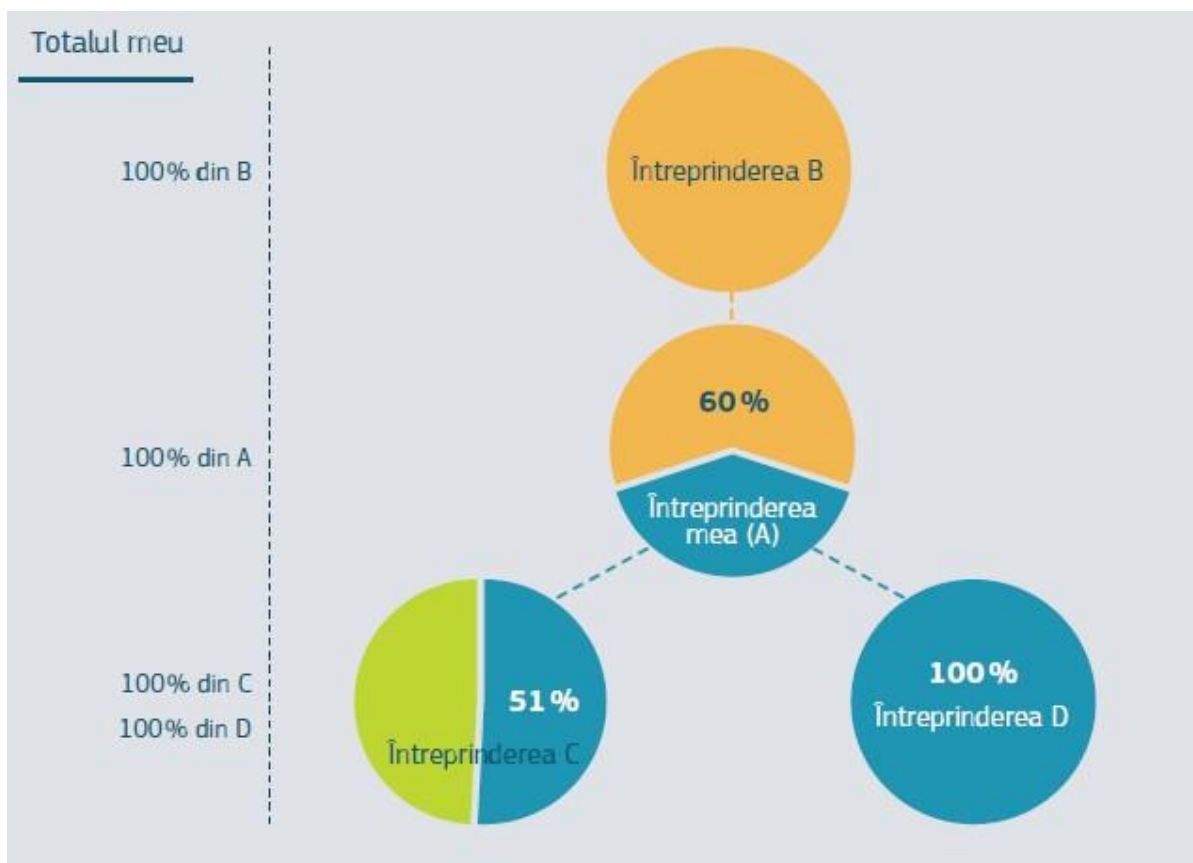 Totalul meu
100% din B
Întreprinderea B
60%
100% din A
Întreprinderea
mea (A)
100% din C
100% din D
51%
Întreprinderea C
100%
Întreprinderea D